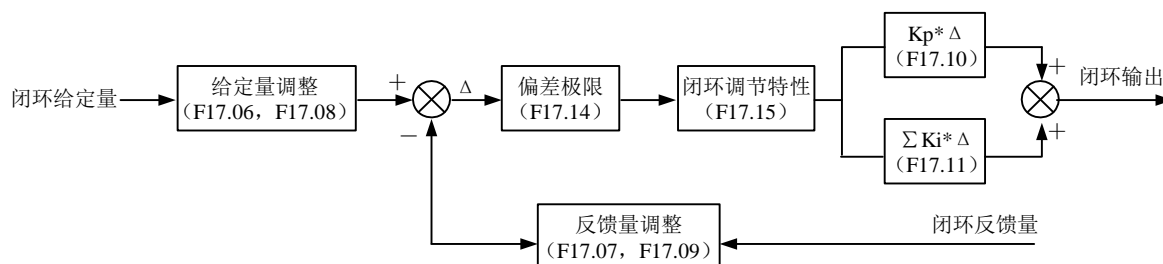 闭环给定量
给定量调整
(F17.06，F17.08)
+
−
Δ
偏差极限
(F17.14)
闭环调节特性
(F17.15)
Kp* Δ
(F17.10)
∑ Ki* Δ
(F17.11)
+
+
闭环输出
反馈量调整
(F17.07，F17.09)
闭环反馈量